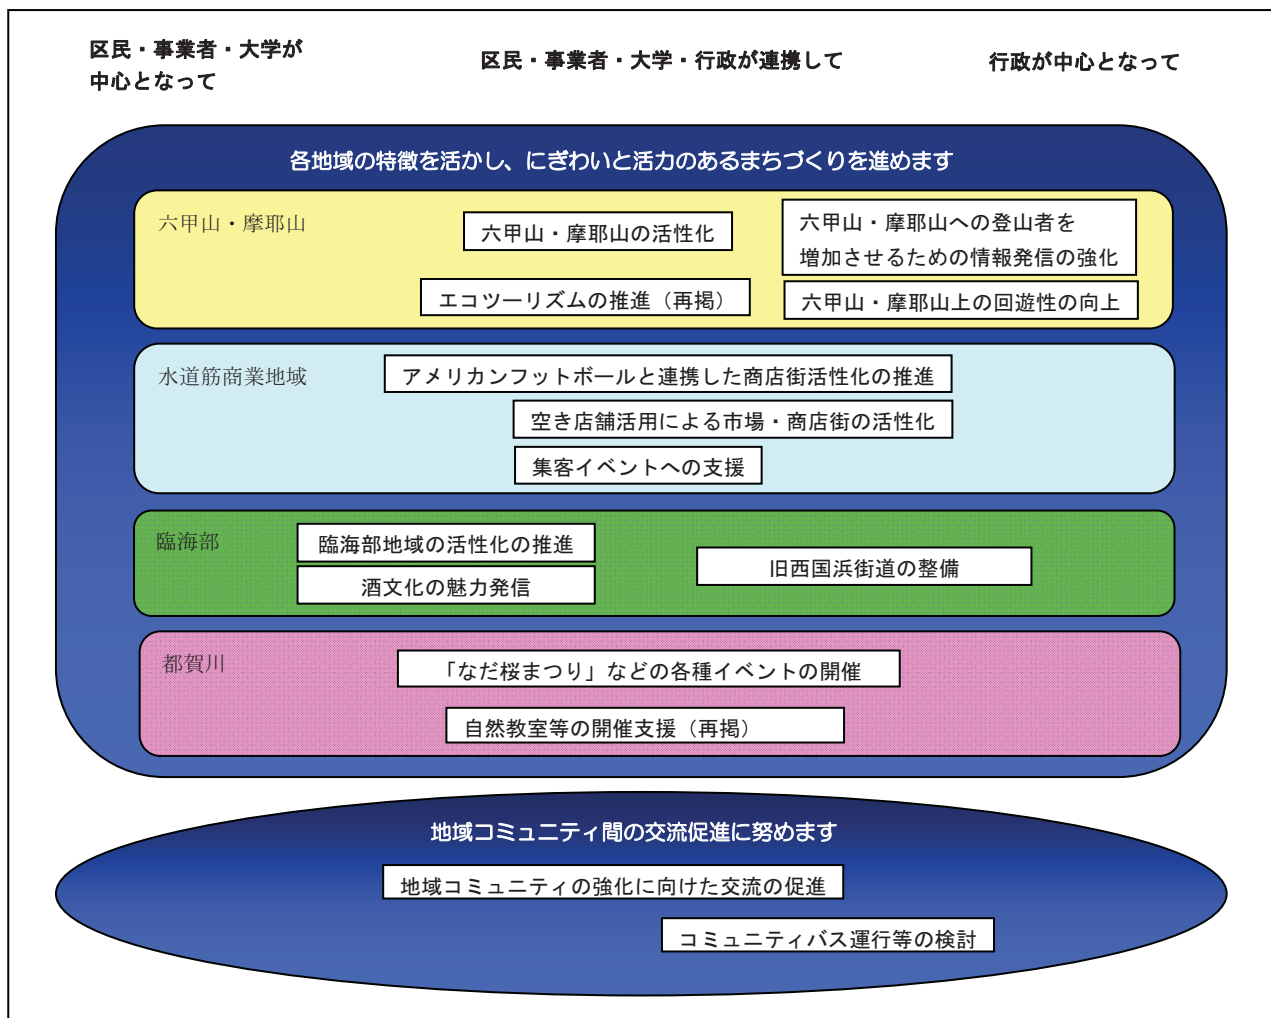 区民・事業者・大学が
中心となって
区民・事業者・大学・行政が連携して
行政が中心となって
各地域の特徴を活かし、にぎわいと活力のあるまちづくりを進めます
六甲山・摩耶山
六甲山・摩耶山の活性化
六甲山・摩耶山への登山者を
増加させるための情報発信の強化
エコツーリズムの推進（再掲）
六甲山・摩耶山上の回遊性の向上
水道筋商業地域
アメリカンフットボールと連携した商店街活性化の推進
空き店舗活用による市場・商店街の活性化
集客イベントへの支援
臨海部
臨海部地域の活性化の推進
酒文化の魅力発信
旧西国浜街道の整備
都賀川
「なだ桜まつり」などの各種イベントの開催
自然教室等の開催支援（再掲）
地域コミュニティ間の交流促進に努めます
地域コミュニティの強化に向けた交流の促進
コミュニティバス運行等の検討